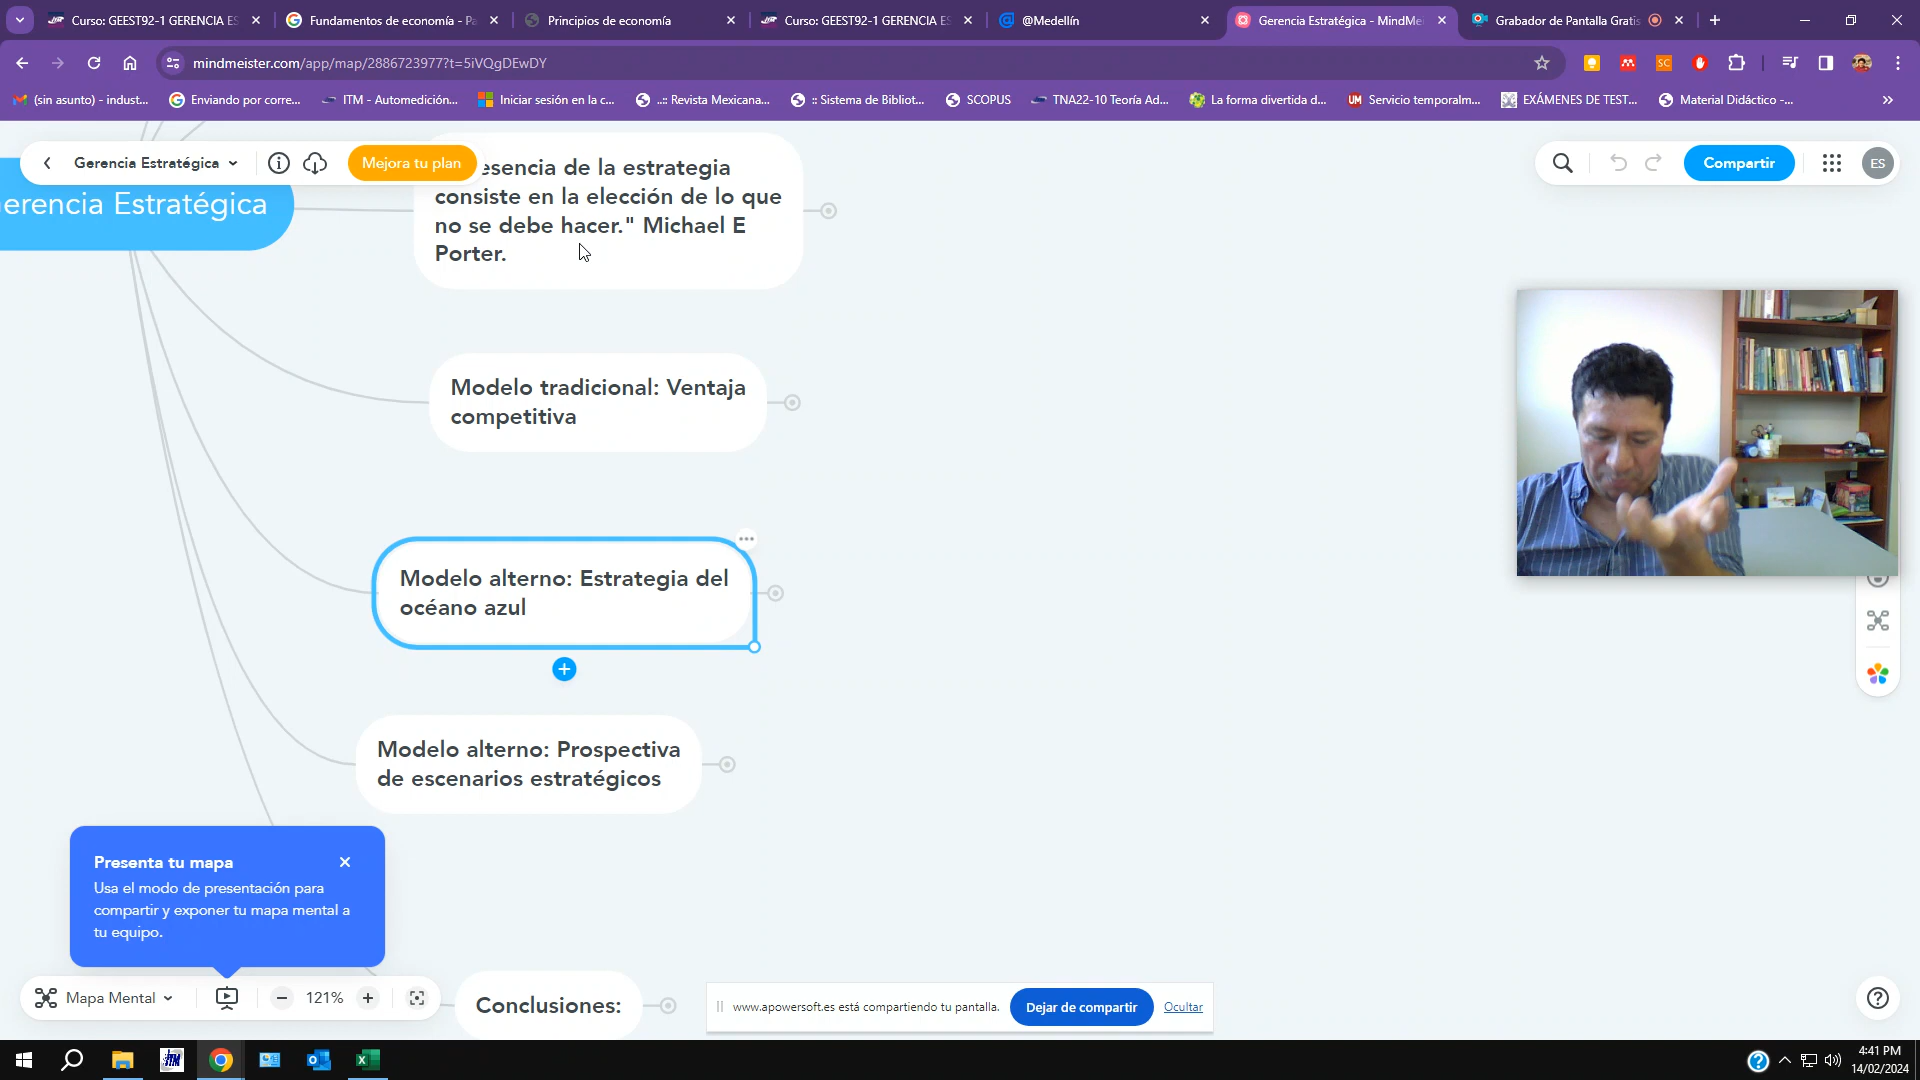 Curso: GEEST92-1 GERENCIA ES
Fundamentos de economía - Pa
Principios de economía
Curso: GEEST92-1 GERENCIA ES
@Medellín
Gerencia Estratégica - MindMei
Grabador de Pantalla Gratis
mindmeister.com/app/map/2886723977?t=5iVQgDEwDY
(sin asunto) - indust...
Enviando por corre...
ITM - Automedición...
Iniciar sesión en la c...
..:: Revista Mexicana...
:: Sistema de Bibliot...
SCOPUS
TNA22-10 Teoría Ad...
La forma divertida d...
Servicio temporalm...
EXÁMENES DE TEST...
Material Didáctico -...
Gerencia Estratégica
Mejora tu plan
Compartir
ES
erencia Estratégica
esencia de la estrategia
consiste en la elección de lo que
no se debe hacer." Michael E
Porter.
Modelo tradicional: Ventaja
competitiva
Modelo alterno: Estrategia del
océano azul
Modelo alterno: Prospectiva
de escenarios estratégicos
Presenta tu mapa
Usa el modo de presentación para
compartir y exponer tu mapa mental a
tu equipo.
Mapa Mental
121%
Conclusiones:
www.apowersoft.es está compartiendo tu pantalla.
Dejar de compartir
Ocultar
4:41 PM
14/02/2024